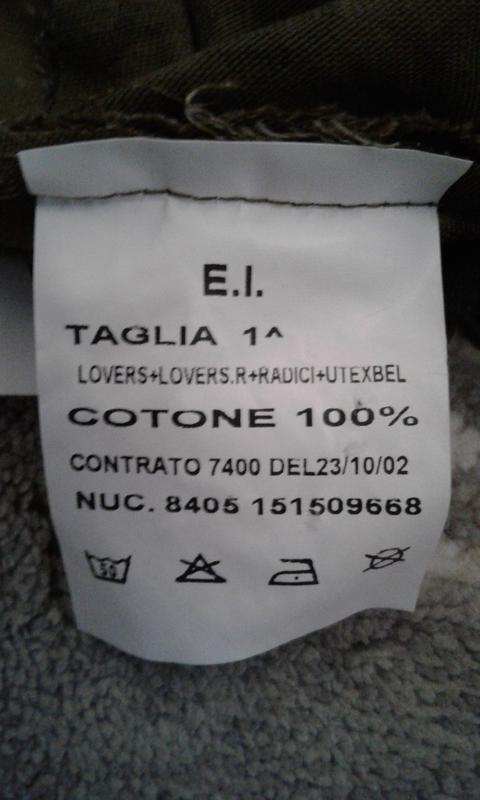 E.I.
TAGLIA 1^
LOVERS+LOVERS.R+RADICI+UTEXBEL
COTONE 100%
CONTRATO 7400 DEL23/10/02
NUC. 8405 151509668